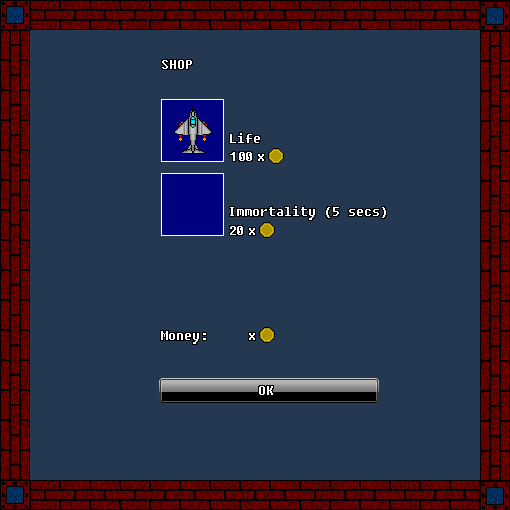 SHOP
Life
100 x
Immortality (5 secs)
20 x
Money: x
OK